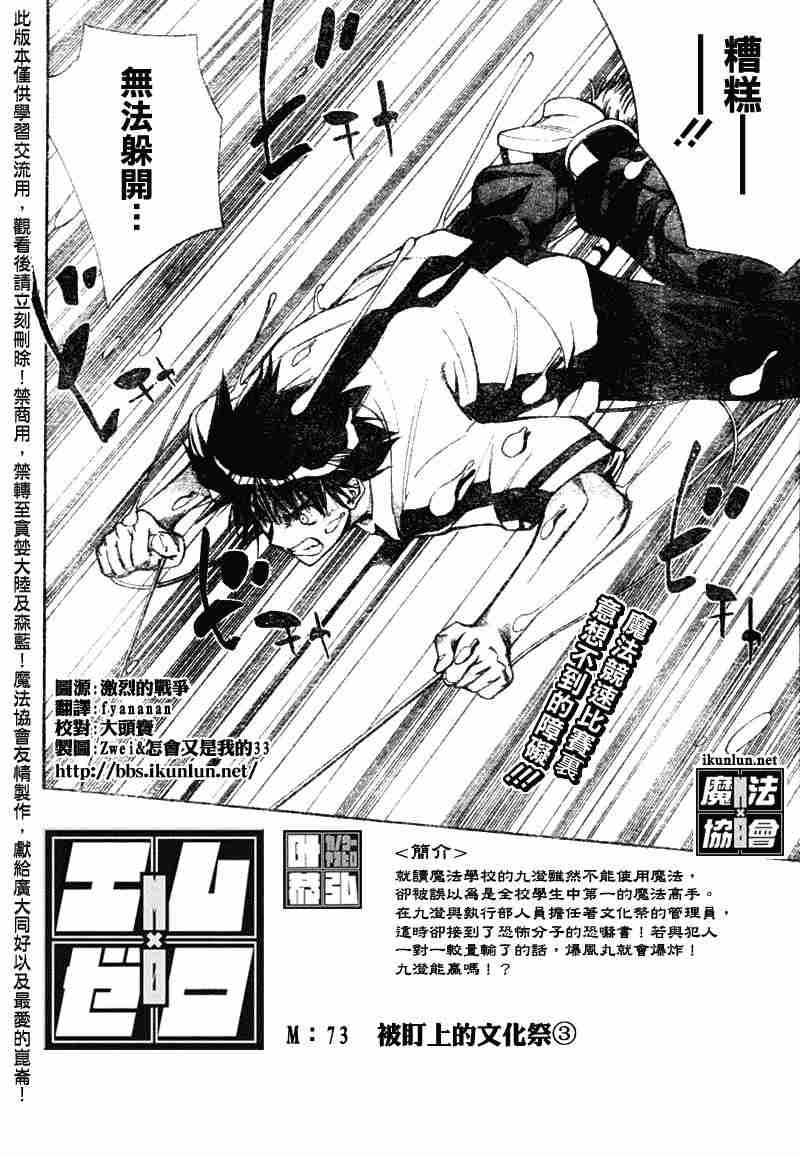 糟糕——!!
無法躲開…
魔法競速比賽裏
意想不到的喧嚷!!!
此版本僅供學習交流用，觀看後請立刻刪除！禁商用，禁轉至貪婪大陸及森藍！魔法協會友情製作，獻給廣大同好以及最愛的崑崙！
圖源:激烈的戰爭
翻譯:fyananan
校對:大頭賽
製圖:Zwei&怎會又是我的33
http://bbs.ikunlun.net/
ikunlun.net
魔法
協會
M×0
エム
ゼロ
M×0
叶恭弘
<簡介>
就讀魔法學校的九澄雖然不能使用魔法，
卻被誤以為是全校學生中第一的魔法高手。
在九澄與執行部人員擔任著文化祭的管理員，
這時卻接到了恐怖分子的恐嚇書！若與犯人
一對一較量輸了的話，爆風丸就會爆炸！
九澄能贏嗎！？
M：73 被盯上的文化祭③